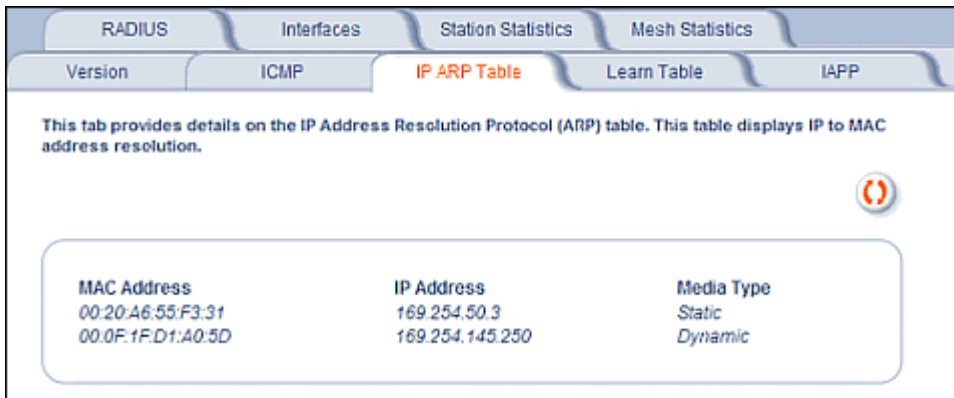 RADIUS Interfaces Station Statistics Mesh Statistics
Version ICMP IP ARP Table Learn Table IAPP
This tab provides details on the IP Address Resolution Protocol (ARP) table. This table displays IP to MAC
address resolution.
MAC Address IP Address Media Type
00:20:A6:55:F3:31 169.254.50.3 Static
00:0F:1F:D1:A0:5D 169.254.145.250 Dynamic